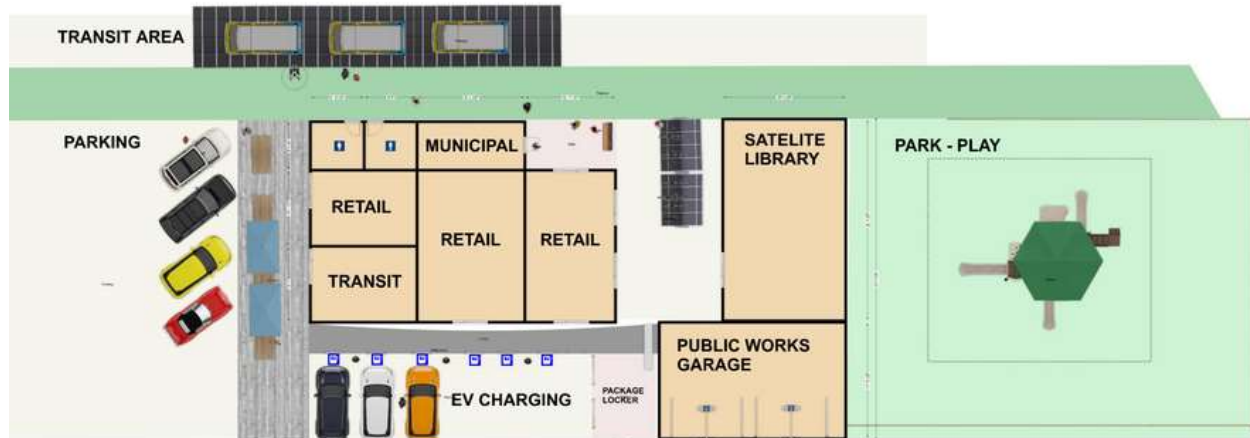 TRANSIT AREA
PARKING
MUNICIPAL
SATELITE
LIBRARY
PARK - PLAY
RETAIL
RETAIL
RETAIL
TRANSIT
PUBLIC WORKS
GARAGE
EV CHARGING
PACKAGE
LOCKER